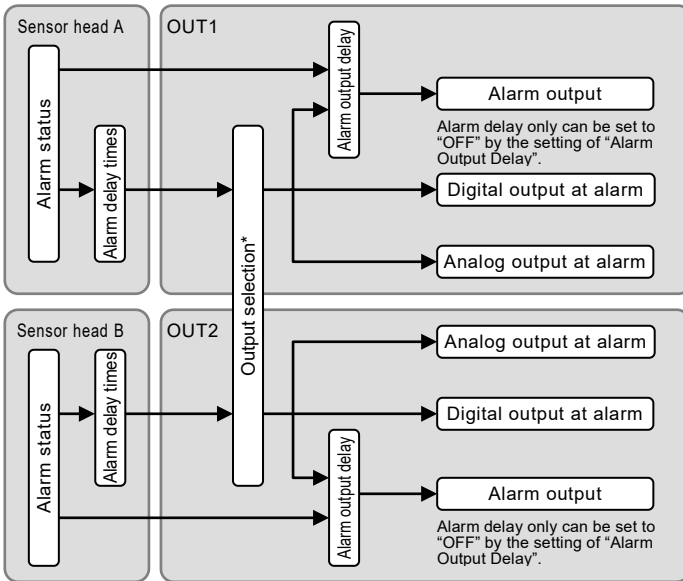 Sensor head A
OUT1
Alarm status
Alarm delay times
Output selection*
Alarm output delay
Alarm output
Alarm delay only can be set to
“OFF” by the setting of “Alarm
Output Delay”.
Digital output at alarm
Analog output at alarm
Sensor head B
OUT2
Alarm status
Alarm delay times
Analog output at alarm
Digital output at alarm
Alarm output delay
Alarm output
Alarm delay only can be set to
“OFF” by the setting of “Alarm
Output Delay”.